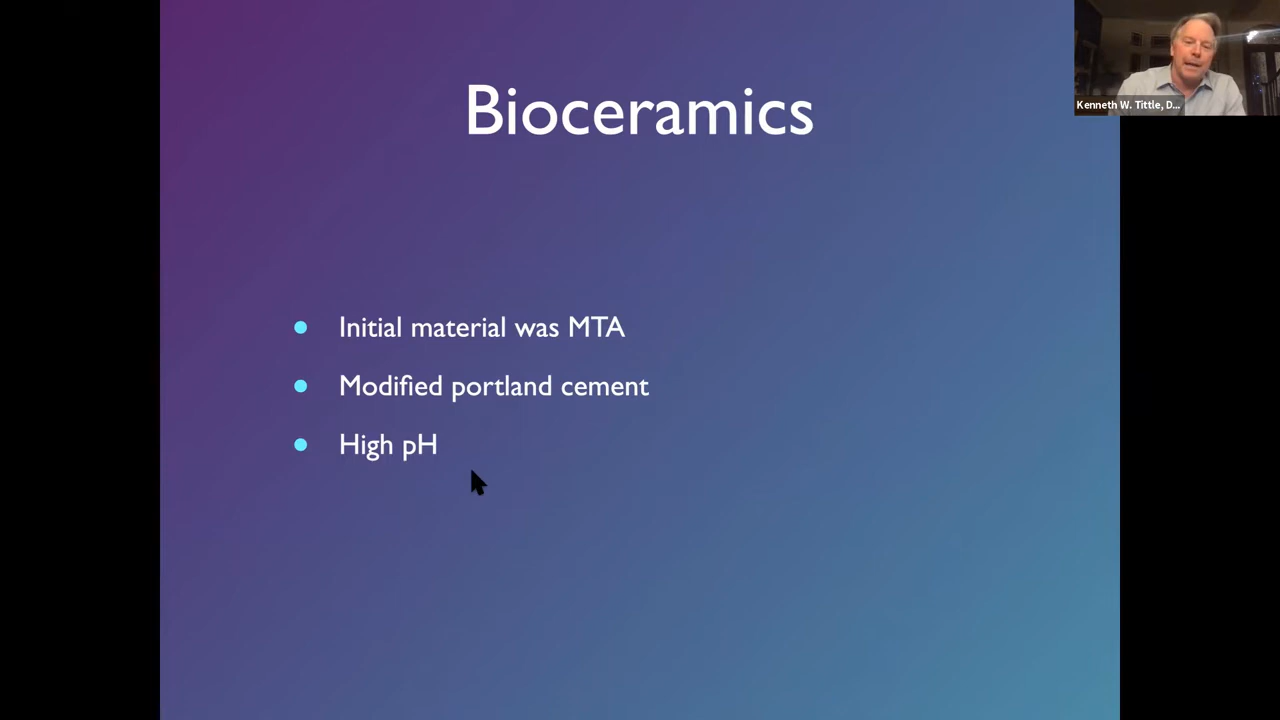 Bioceramics
Kenneth W. Tittle, D...
Initial material was MTA
Modified portland cement
High pH